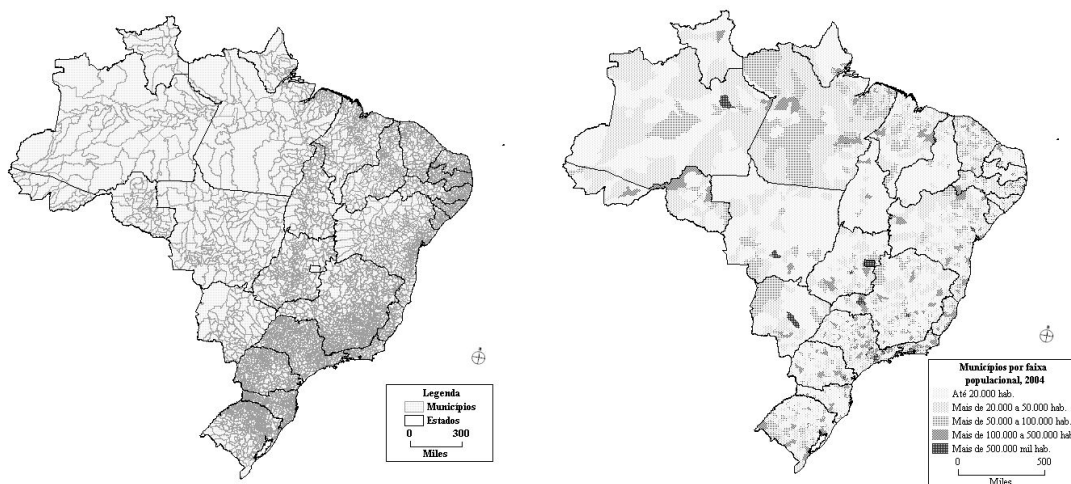 Legenda
Municípios
Estados
0 300
Miles
Municípios por faixa
populacional, 2004
Até 20.000 hab.
Mais de 20.000 a 50.000 hab.
Mais de 50.000 a 100.000 hab.
Mais de 100.000 a 500.000 hab.
Mais de 500.000 mil hab.
0 500
Miles